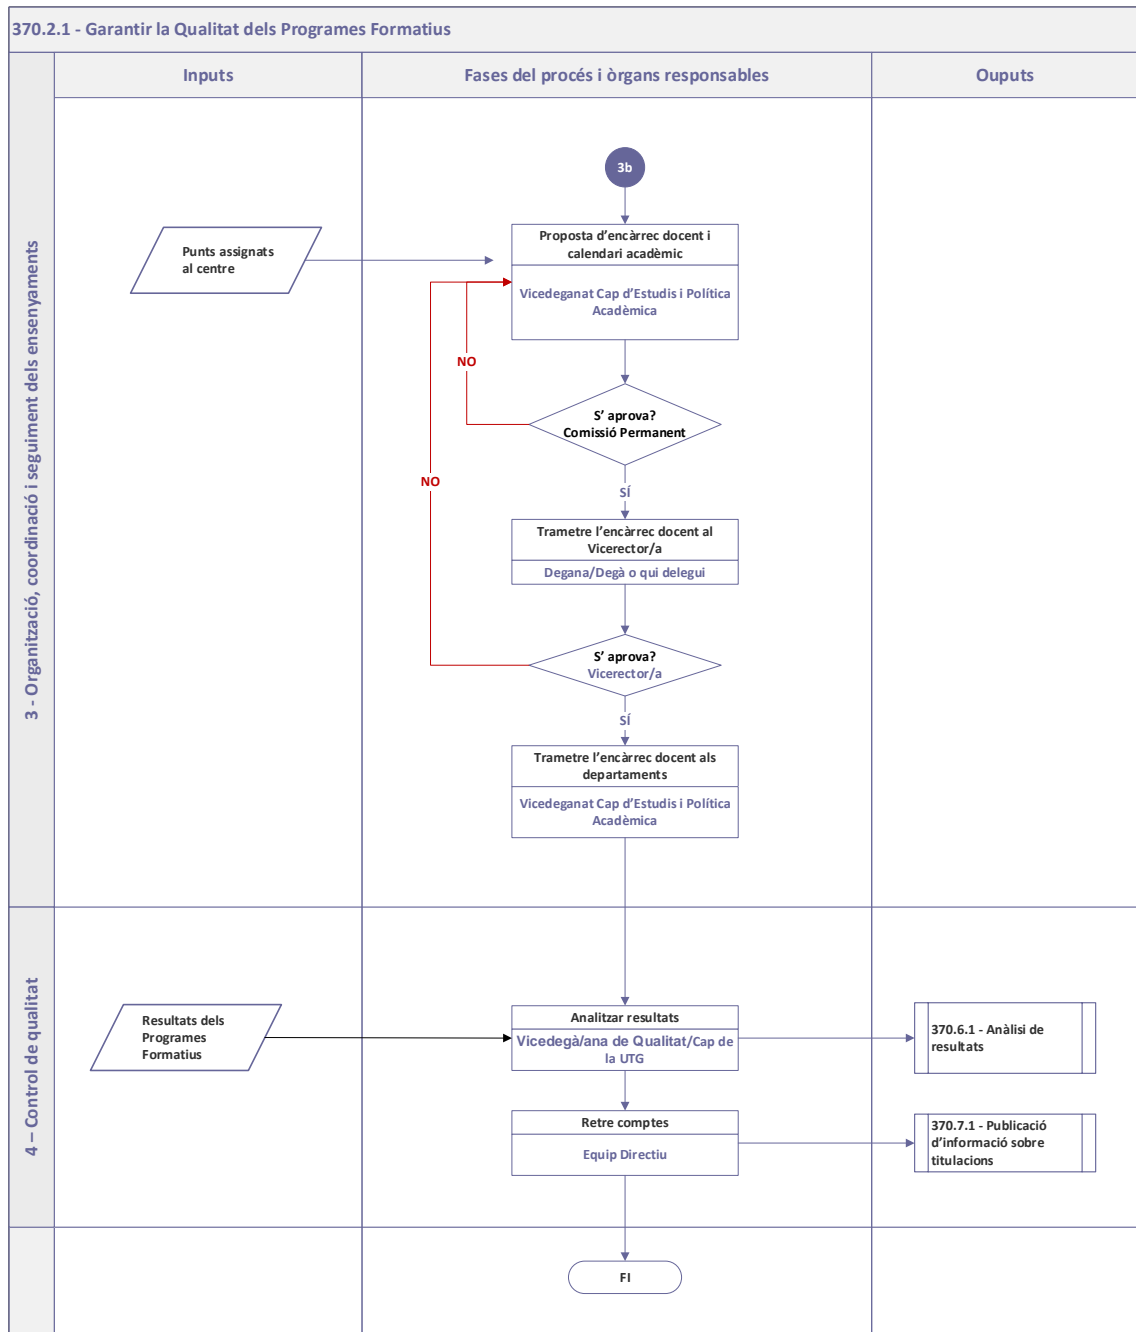 370.2.1 - Garantir la Qualitat dels Programes Formatius
Inputs
Fases del procés i òrgans responsables
Ouputs
3 - Organització, coordinació i seguiment dels ensenyaments
3b
Punts assignats
al centre
Proposta d'encàrrec docent i
calendari acadèmic
Vicedeganat Cap d'Estudis i Política
Acadèmica
NO
S' aprova?
Comissió Permanent
NO
SÍ
Trametre l'encàrrec docent al
Vicerector/a
Degana/Degà o qui delegui
S' aprova?
Vicerector/a
SÍ
Trametre l'encàrrec docent als
departaments
Vicedeganat Cap d'Estudis i Política
Acadèmica
4 – Control de qualitat
Resultats dels
Programes
Formatius
Analitzar resultats
Vicedegà/ana de Qualitat/Cap de
la UTG
370.6.1 - Anàlisi de
resultats
Retre comptes
Equip Directiu
370.7.1 - Publicació
d'informació sobre
titulacions
FI